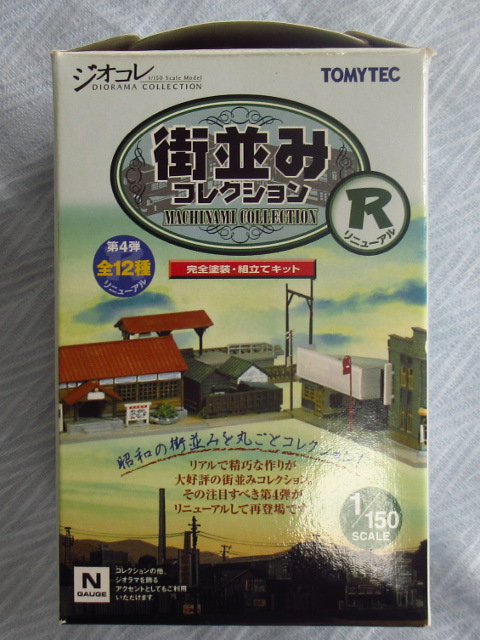 ジオコレ
1/150 Scale Model
DIORAMA COLLECTION
TOMYTEC
街並み
コレクション
MACHINAMI COLLECTION
R
リニューアル
第4弾
全12種
リニューアル
完全塗装・組立てキット
昭和の街並みを丸ごとコレクション!
リアルで精巧な作りが
大好評の街並みコレクション
その注目すべき第4弾が
リニューアルして再登場です
1/150
SCALE
N
GAUGE
コレクションの他、
ジオラマを飾る
アクセントとしてもご利用
いただけます